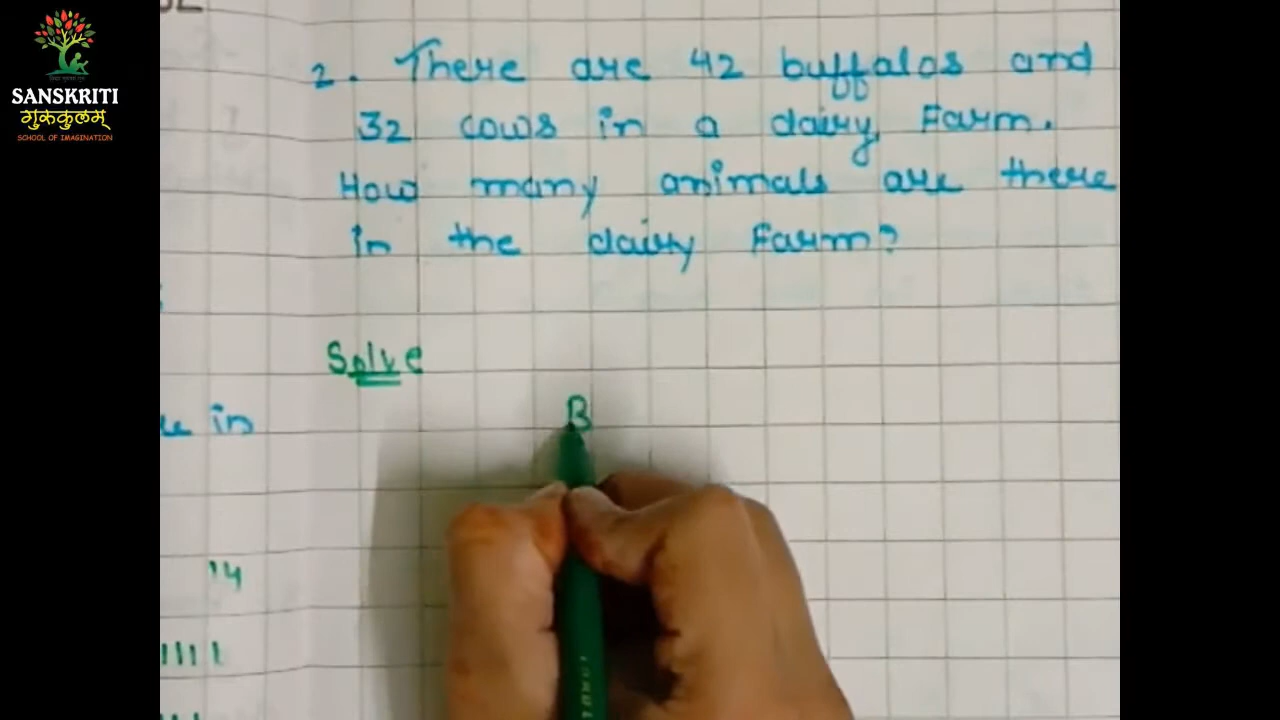 SANSKRITI
गुरुकुलम्
SCHOOL OF IMAGINATION
2. There are 42 buffalos and
32 cows in a dairy Farm.
How many animals are there
in the dairy Farm?
Solve
B
in
14